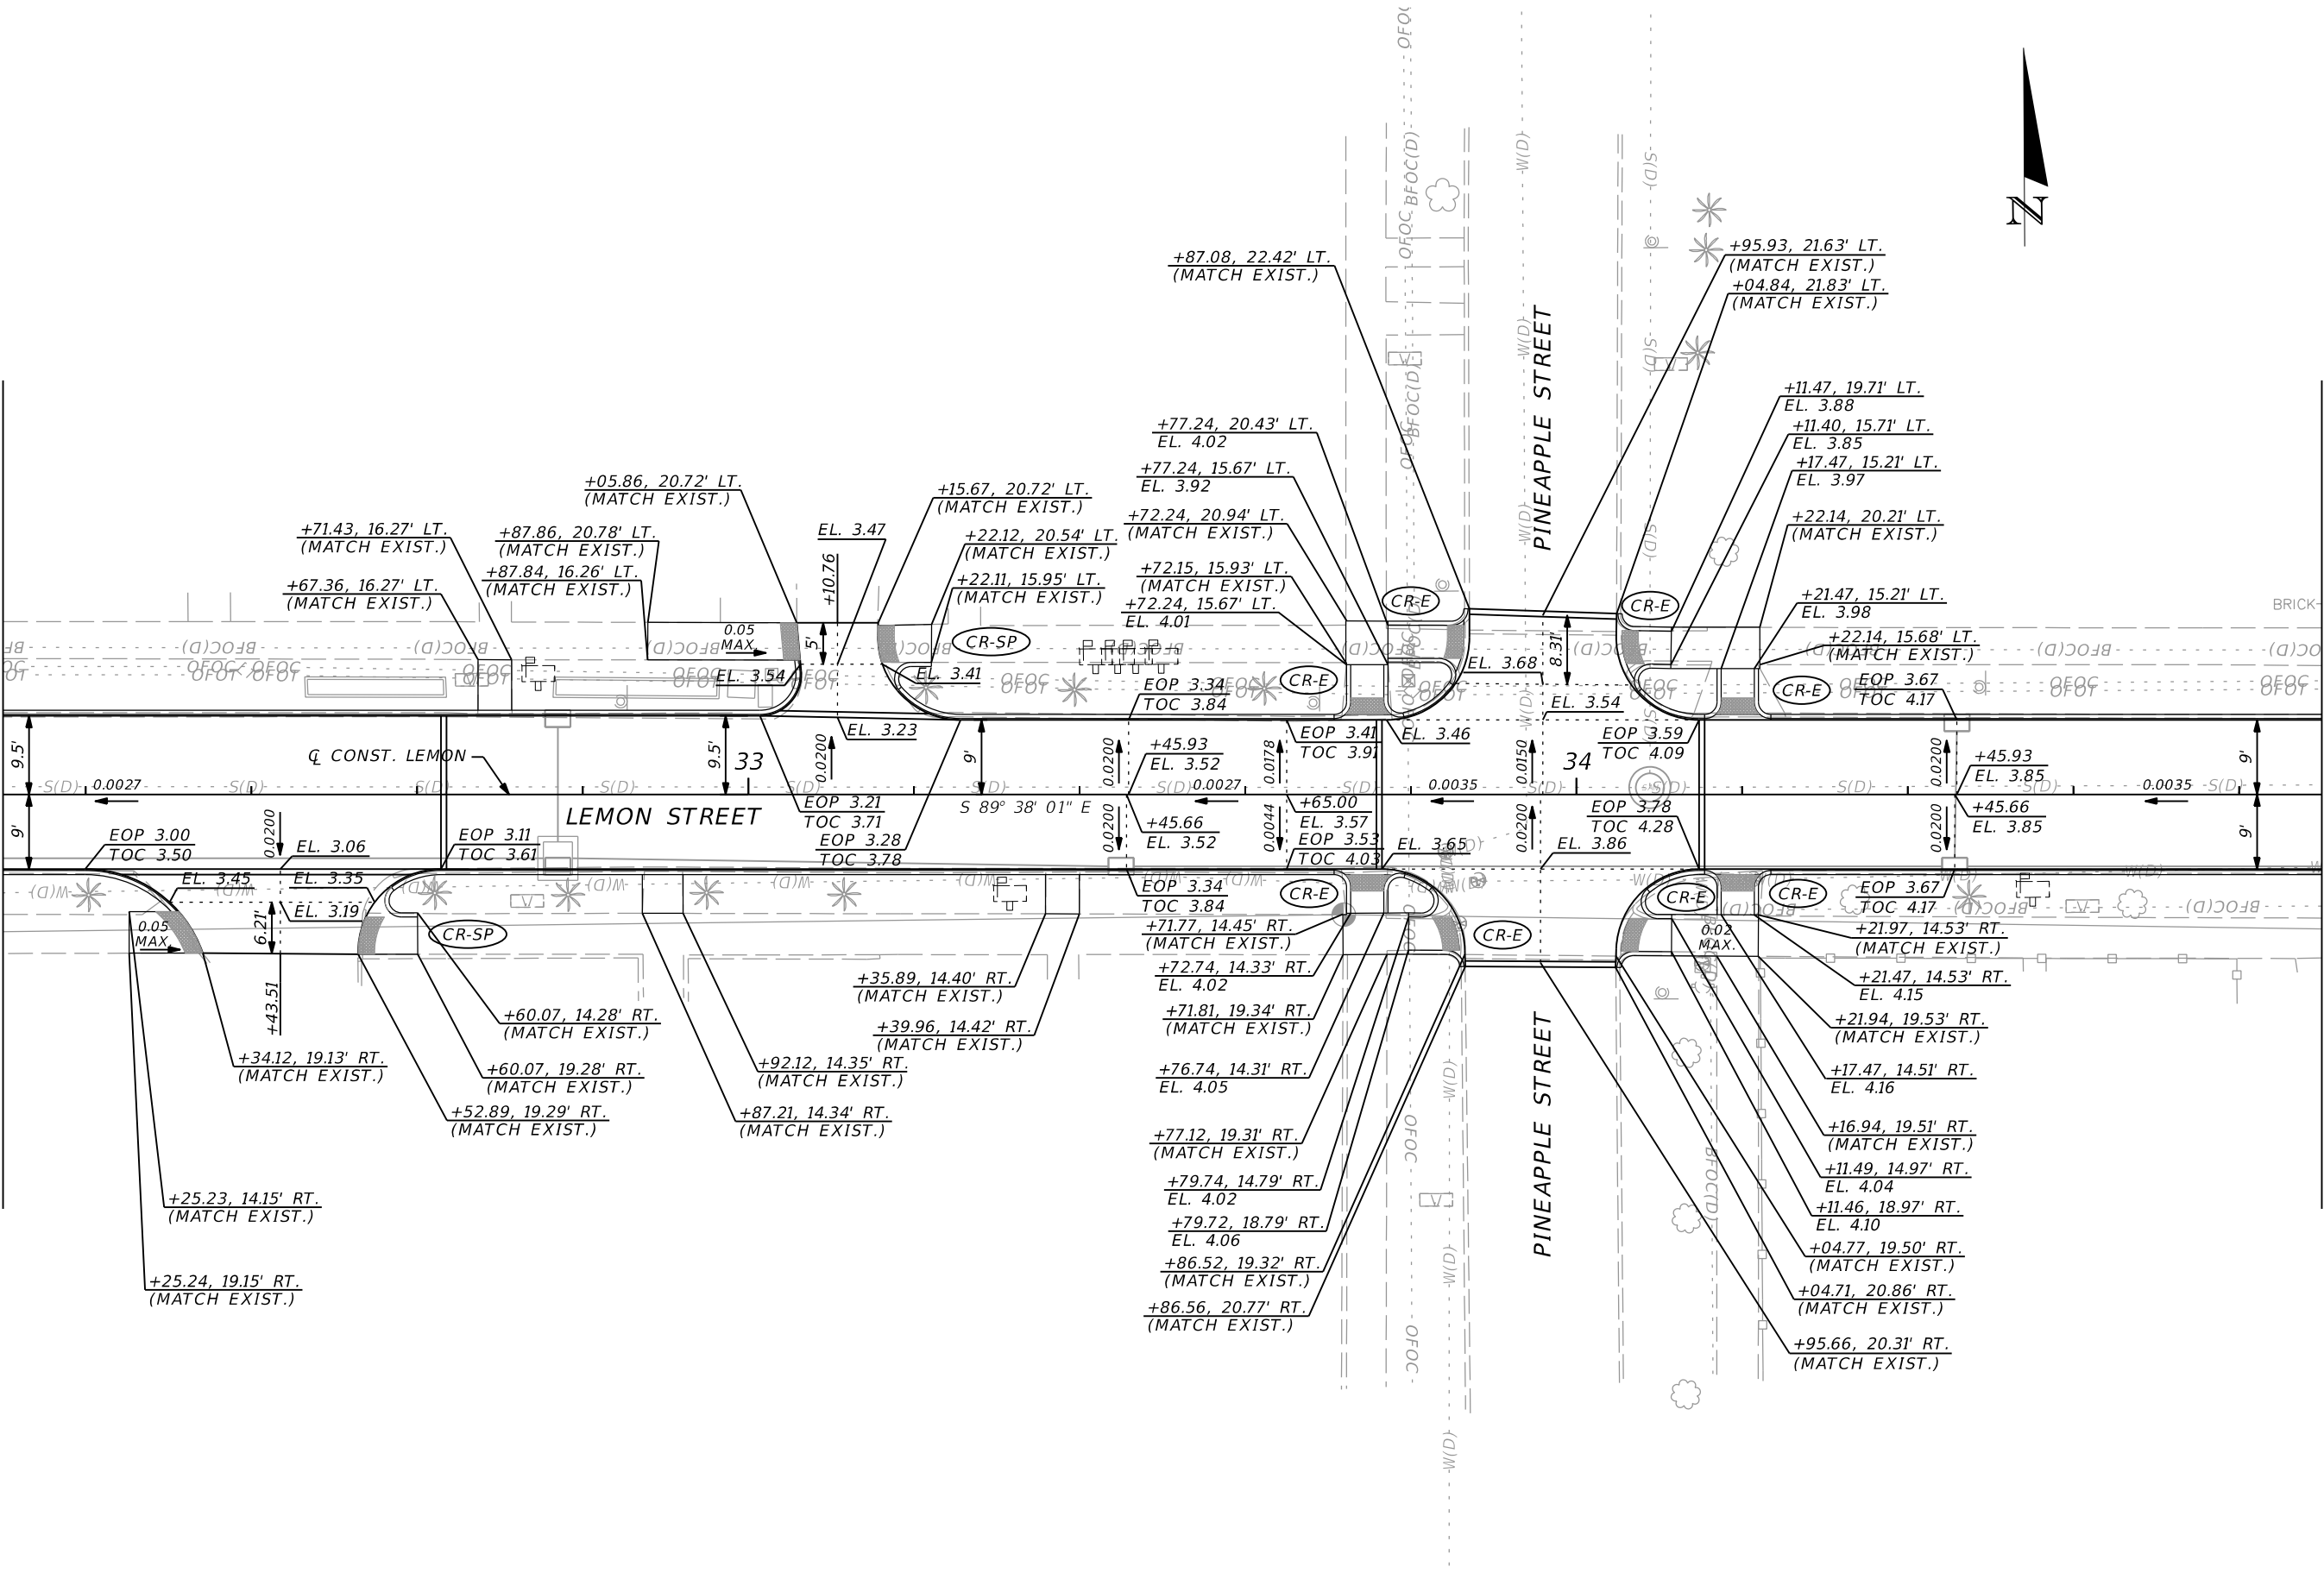 N
+87.08, 22.42' LT.
(MATCH EXIST.)
+95.93, 21.63' LT.
(MATCH EXIST.)
+04.84, 21.83' LT.
(MATCH EXIST.)
PINEAPPLE STREET
+77.24, 20.43' LT.
EL. 4.02
+77.24, 15.67' LT.
EL. 3.92
+72.24, 20.94' LT.
(MATCH EXIST.)
+72.15, 15.93' LT.
(MATCH EXIST.)
+72.24, 15.67' LT.
EL. 4.01
+11.47, 19.71' LT.
EL. 3.88
+11.40, 15.71' LT.
EL. 3.85
+17.47, 15.21' LT.
EL. 3.97
+22.14, 20.21' LT.
(MATCH EXIST.)
+21.47, 15.21' LT.
EL. 3.98
+22.14, 15.68' LT.
(MATCH EXIST.)
+05.86, 20.72' LT.
(MATCH EXIST.)
+71.43, 16.27' LT.
(MATCH EXIST.)
+67.36, 16.27' LT.
(MATCH EXIST.)
+87.86, 20.78' LT.
(MATCH EXIST.)
+87.84, 16.26' LT.
(MATCH EXIST.)
EL. 3.47
+10.76
+15.67, 20.72' LT.
(MATCH EXIST.)
+22.12, 20.54' LT.
(MATCH EXIST.)
+22.11, 15.95' LT.
(MATCH EXIST.)
BRICK
CR-E
CR-E
CR-SP
CR-E
CR-E
0.05
MAX.
5'
EL. 3.54
EL. 3.41
EL. 3.23
EOP 3.34
TOC 3.84
EL. 3.68
8.31'
EL. 3.54
EOP 3.67
TOC 4.17
EOP 3.41
TOC 3.91
EL. 3.46
EOP 3.59
TOC 4.09
9.5'
℄ CONST. LEMON
9.5'
33
0.0200
9'
0.0200
+45.93
EL. 3.52
0.0178
0.0150
34
0.0200
+45.93
EL. 3.85
9'
0.0027
0.0027
0.0035
0.0035
LEMON STREET
EOP 3.21
TOC 3.71
EOP 3.28
TOC 3.78
S 89° 38' 01" E
0.0200
+45.66
EL. 3.52
0.0044
+65.00
EL. 3.57
EOP 3.53
TOC 4.03
EL. 3.65
0.0200
EL. 3.86
EOP 3.78
TOC 4.28
0.0200
+45.66
EL. 3.85
9'
9'
EOP 3.00
TOC 3.50
0.0200
EL. 3.06
EOP 3.11
TOC 3.61
EL. 3.45
EL. 3.35
EL. 3.19
6.21'
0.05
MAX.
+43.51
CR-SP
EOP 3.34
TOC 3.84
CR-E
CR-E
CR-E
CR-E
EOP 3.67
TOC 4.17
0.02
MAX.
+34.12, 19.13' RT.
(MATCH EXIST.)
+25.23, 14.15' RT.
(MATCH EXIST.)
+25.24, 19.15' RT.
(MATCH EXIST.)
+60.07, 14.28' RT.
(MATCH EXIST.)
+60.07, 19.28' RT.
(MATCH EXIST.)
+52.89, 19.29' RT.
(MATCH EXIST.)
+92.12, 14.35' RT.
(MATCH EXIST.)
+87.21, 14.34' RT.
(MATCH EXIST.)
+35.89, 14.40' RT.
(MATCH EXIST.)
+39.96, 14.42' RT.
(MATCH EXIST.)
+71.77, 14.45' RT.
(MATCH EXIST.)
+72.74, 14.33' RT.
EL. 4.02
+71.81, 19.34' RT.
(MATCH EXIST.)
+76.74, 14.31' RT.
EL. 4.05
+77.12, 19.31' RT.
(MATCH EXIST.)
+79.74, 14.79' RT.
EL. 4.02
+79.72, 18.79' RT.
EL. 4.06
+86.52, 19.32' RT.
(MATCH EXIST.)
+86.56, 20.77' RT.
(MATCH EXIST.)
PINEAPPLE STREET
+21.97, 14.53' RT.
(MATCH EXIST.)
+21.47, 14.53' RT.
EL. 4.15
+21.94, 19.53' RT.
(MATCH EXIST.)
+17.47, 14.51' RT.
EL. 4.16
+16.94, 19.51' RT.
(MATCH EXIST.)
+11.49, 14.97' RT.
EL. 4.04
+11.46, 18.97' RT.
EL. 4.10
+04.77, 19.50' RT.
(MATCH EXIST.)
+04.71, 20.86' RT.
(MATCH EXIST.)
+95.66, 20.31' RT.
(MATCH EXIST.)